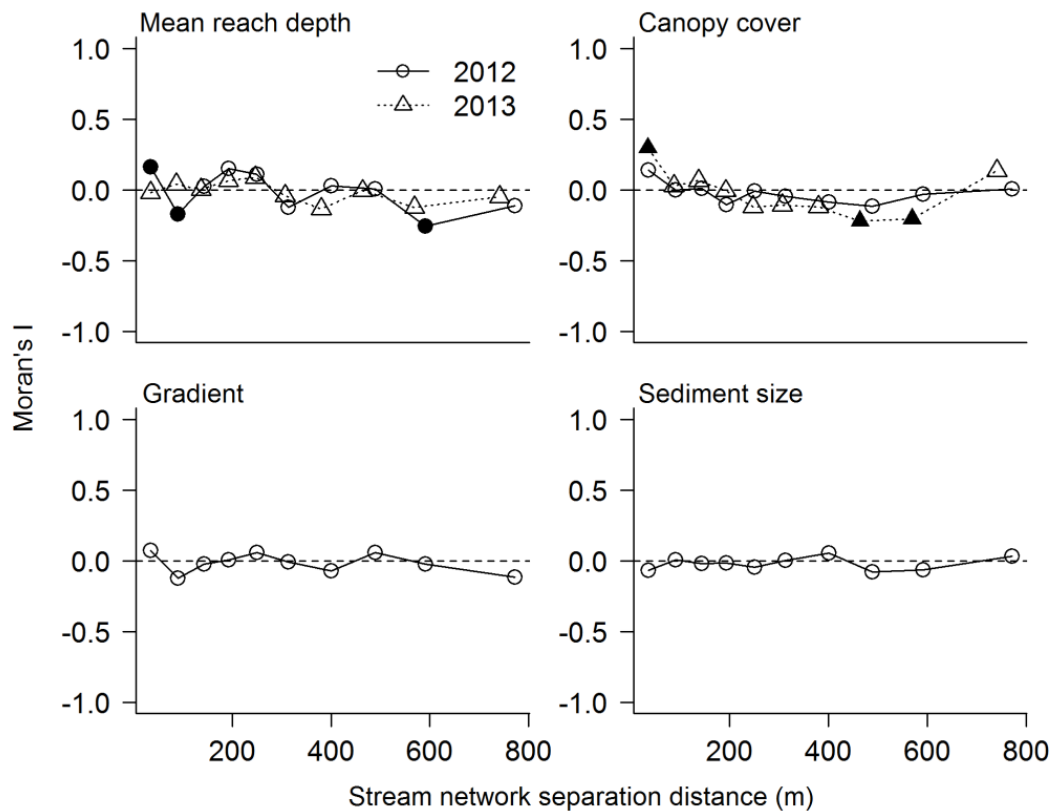 Mean reach depth
Canopy cover
1.0
0.5
0.0
-0.5
-1.0
2012
2013
1.0
0.5
0.0
-0.5
-1.0
Moran's I
Gradient
Sediment size
1.0
0.5
0.0
-0.5
-1.0
1.0
0.5
0.0
-0.5
-1.0
200 400 600 800
200 400 600 800
Stream network separation distance (m)